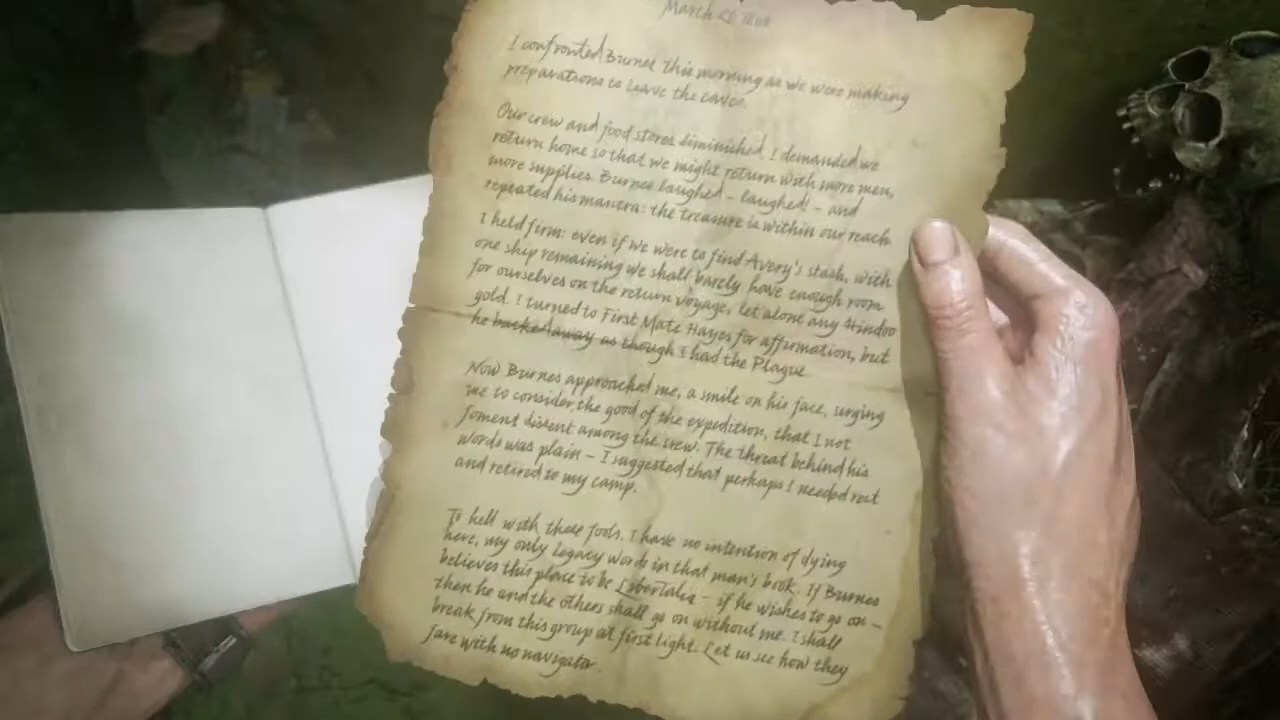 March
I confronted Burnes this morning as we were making
preparations to leave the caves.
Our crew and food stores diminished, I demanded we
return home so that we might return with more men,
more supplies. Burnes laughed - laughed! - and
repeated his mantra: the treasure is within our reach.
I held firm: even if we were to find Avery's stash, with
one ship remaining we shall barely have enough room
for ourselves on the return voyage, let alone any Hindoo
gold. I turned to First Mate Hayes for affirmation, but
he backed away as though I had the Plague.
Now Burnes approached me, a smile on his face, urging
me to consider the good of the expedition, that I not
foment dissent among the crew. The threat behind his
words was plain - I suggested that perhaps I needed rest
and retired to my camp.
To hell with these fools. I have no intention of dying
here, my only legacy words in that man's book. If Burnes
believes this place to be Libertalia - if he wishes to go on -
then he and the others shall go on without me. I shall
break from this group at first light. Let us see how they
fare with no navigator.